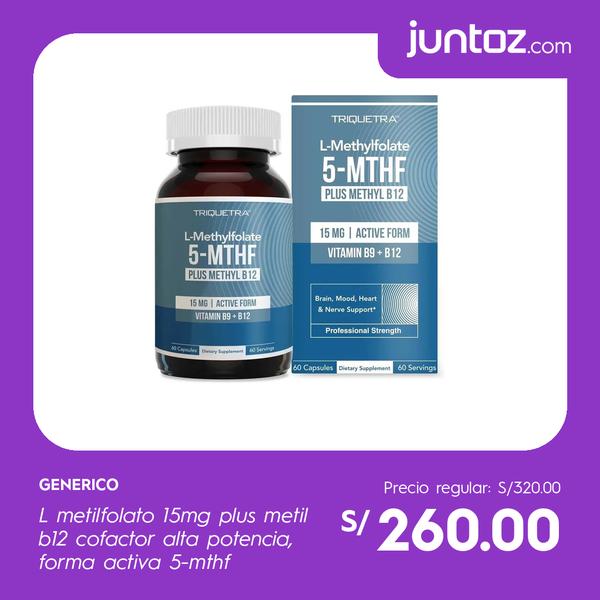 juntoz.com
TRIQUETRA®
L-Methylfolate
5-MTHF
PLUS METHYL B12
15 MG | ACTIVE FORM
VITAMIN B9 + B12
60 Capsules Dietary Supplement 60 Servings
TRIQUETRA®
L-Methylfolate
5-MTHF
PLUS METHYL B12
15 MG | ACTIVE FORM
VITAMIN B9 + B12
Brain, Mood, Heart
& Nerve Support*
Professional Strength
60 Capsules Dietary Supplement 60 Servings
GENERICO
L metilfolato 15mg plus metil
b12 cofactor alta potencia,
forma activa 5-mthf
Precio regular: S/320.00
S/ 260.00